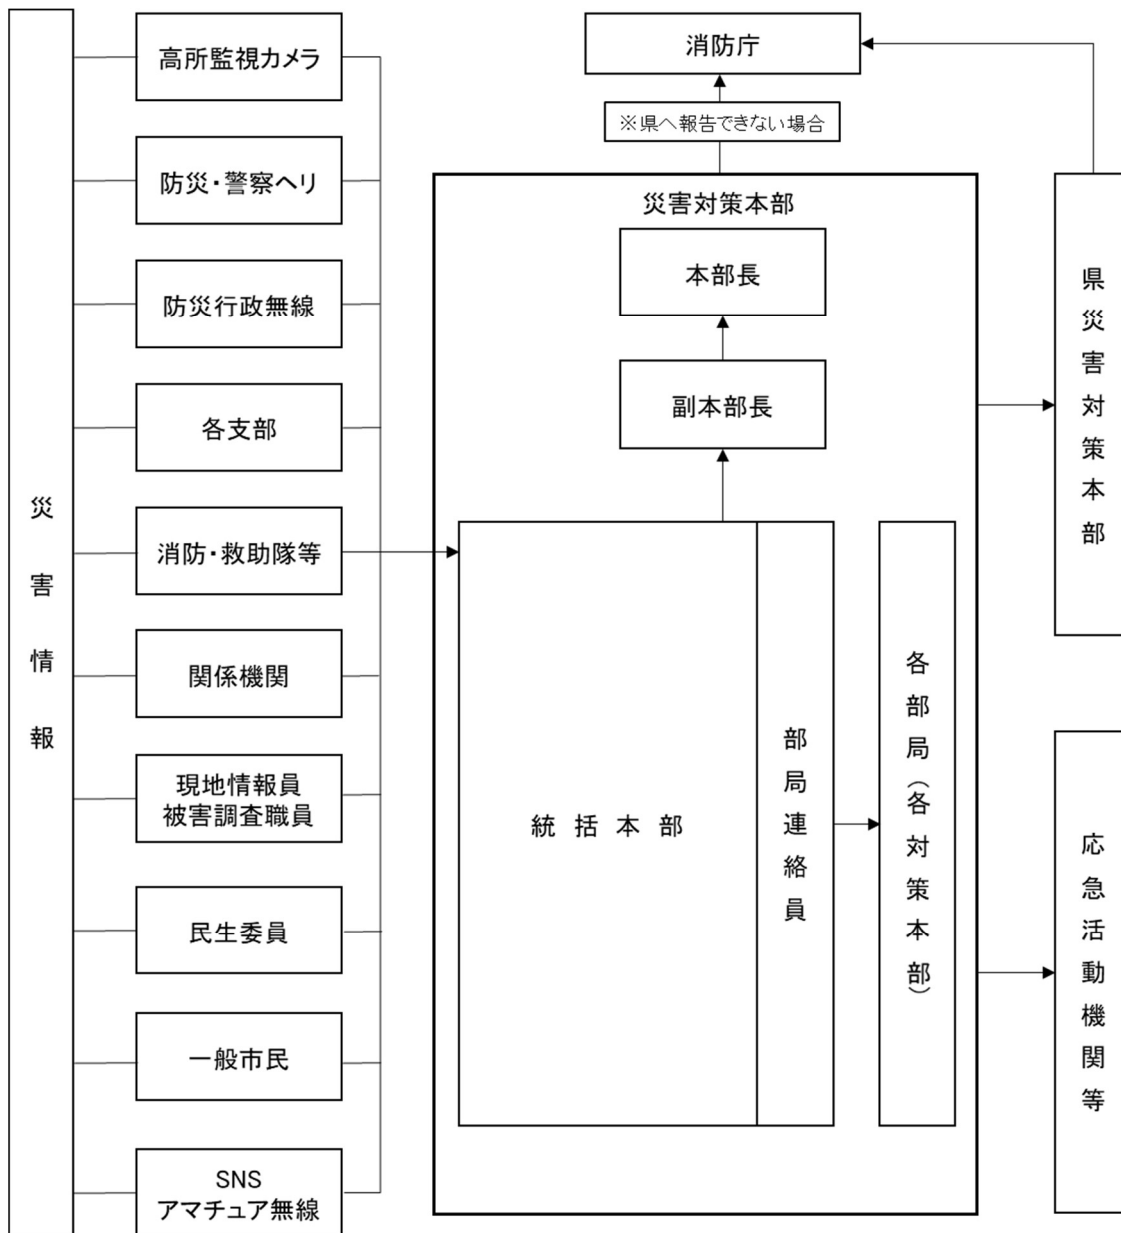 災害情報
高所監視カメラ
防災・警察ヘリ
防災行政無線
各支部
消防・救助隊等
関係機関
現地情報員
被害調査職員
民生委員
一般市民
SNS
アマチュア無線
消防庁
※県へ報告できない場合
災害対策本部
本部長
副本部長
統括本部
部局連絡員
各部局(各対策本部)
県災害対策本部
応急活動機関等